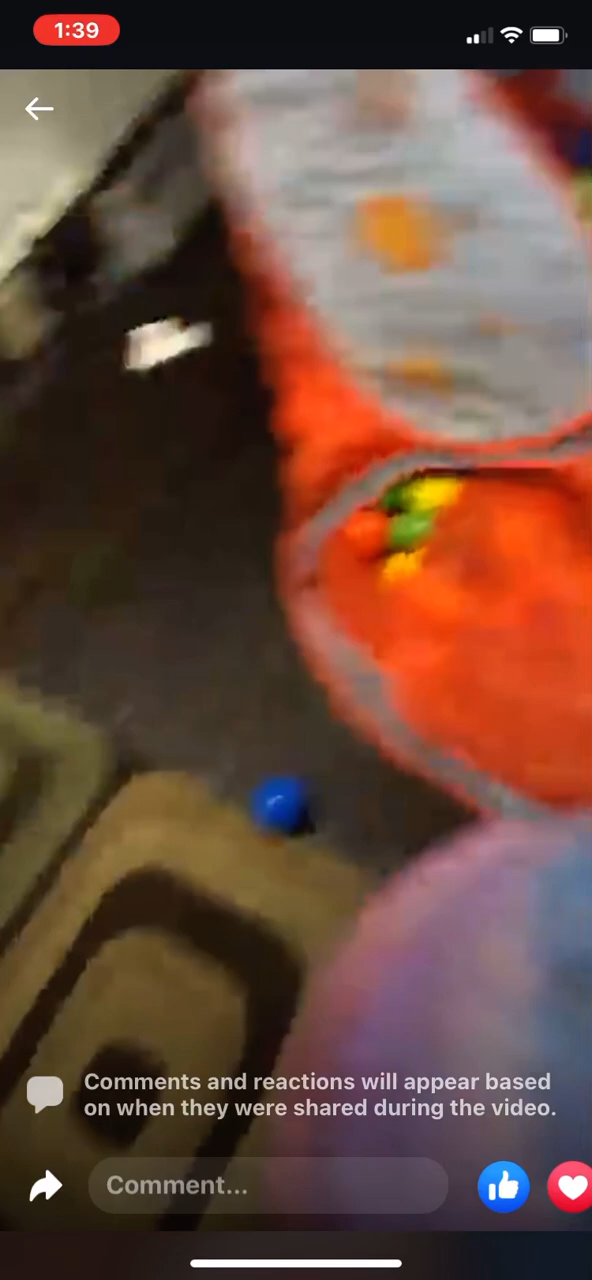 1:39
Comments and reactions will appear based
on when they were shared during the video.
Comment...